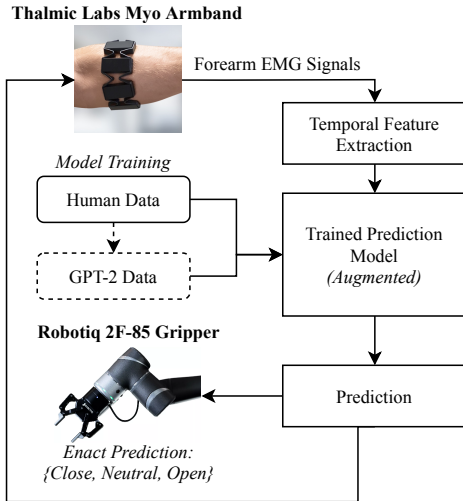 Thalmic Labs Myo Armband
Forearm EMG Signals
Temporal Feature
Extraction
Model Training
Human Data
GPT-2 Data
Trained Prediction
Model
(Augmented)
Robotiq 2F-85 Gripper
Prediction
Enact Prediction:
{Close, Neutral, Open}